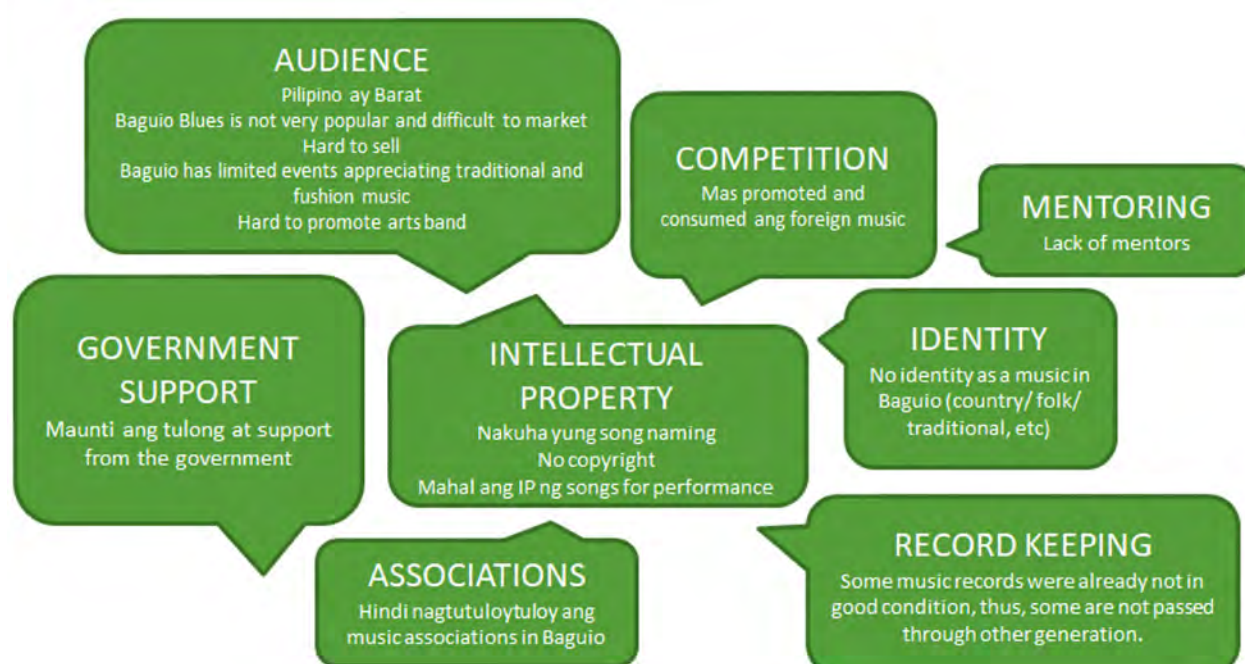 AUDIENCE
Pilipino ay Barat
Baguio Blues is not very popular and difficult to market
Hard to sell
Baguio has limited events appreciating traditional and
fushion music
Hard to promote arts band
COMPETITION
Mas promoted and
consumed ang foreign music
MENTORING
Lack of mentors
GOVERNMENT
SUPPORT
Maunti ang tulong at support
from the government
INTELLECTUAL
PROPERTY
Nakuha yung song naming
No copyright
Mahal ang IP ng songs for performance
IDENTITY
No identity as a music in
Baguio (country/ folk/
traditional, etc)
ASSOCIATIONS
Hindi nagtutuloytuloy ang
music associations in Baguio
RECORD KEEPING
Some music records were already not in
good condition, thus, some are not passed
through other generation.